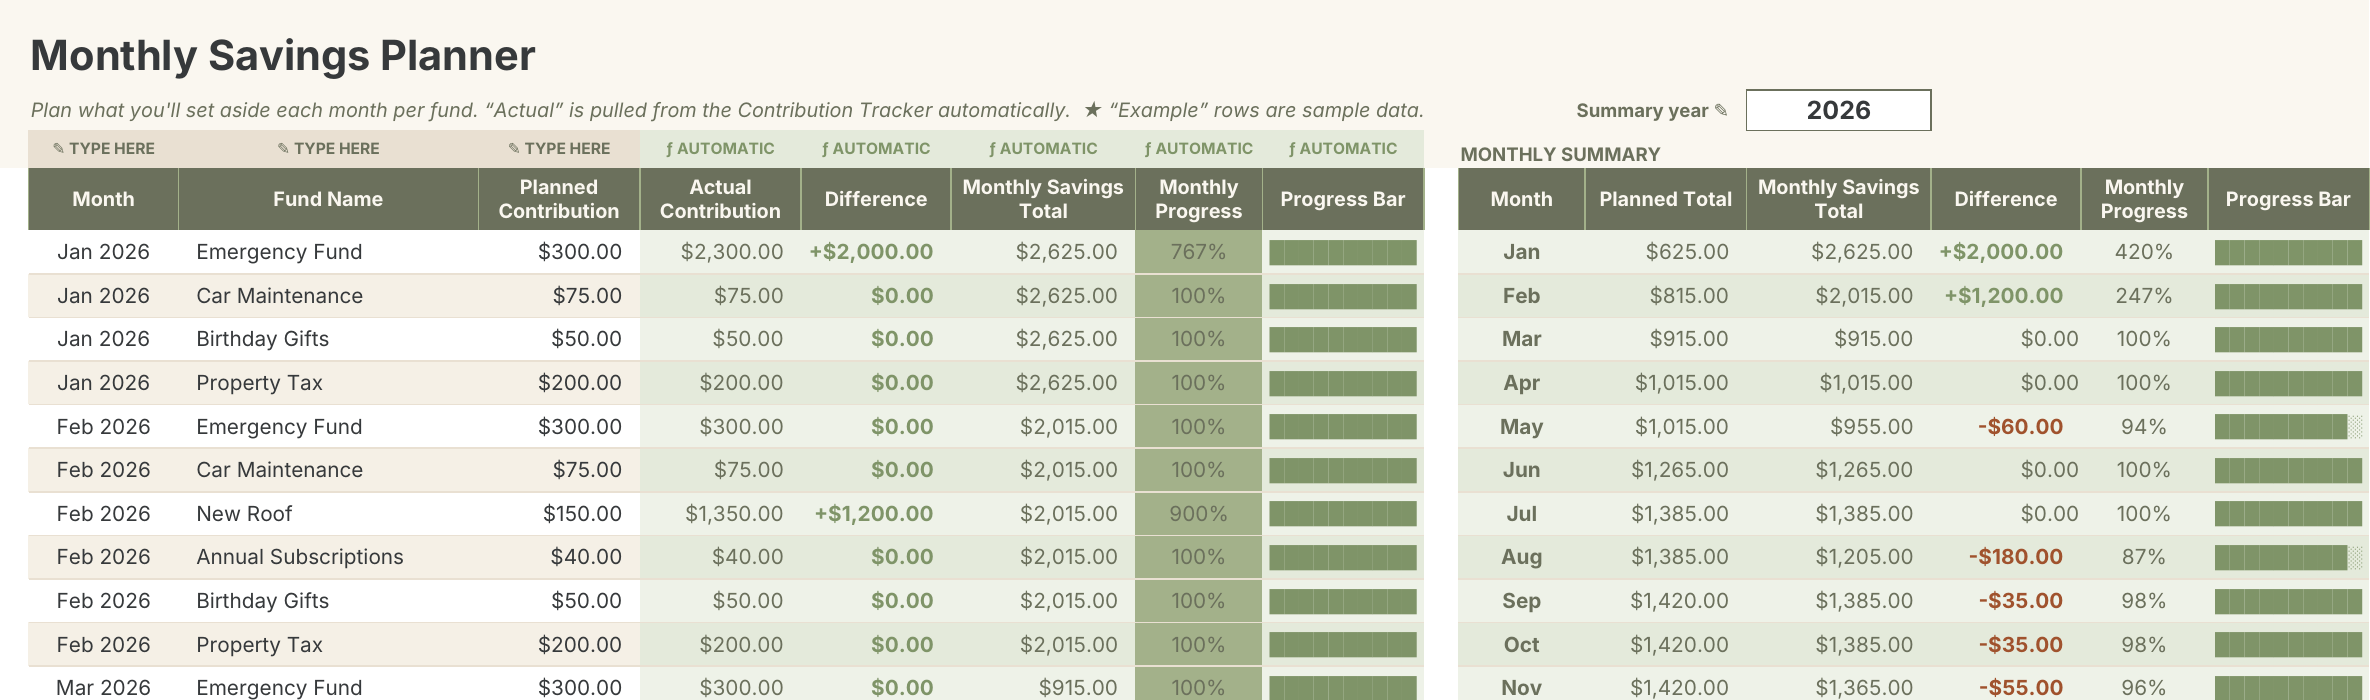 Monthly Savings Planner
Plan what you'll set aside each month per fund. “Actual” is pulled from the Contribution Tracker automatically. ★ “Example” rows are sample data.
Summary year ✎ 2026
✎ TYPE HERE ✎ TYPE HERE ✎ TYPE HERE ƒ AUTOMATIC ƒ AUTOMATIC ƒ AUTOMATIC ƒ AUTOMATIC ƒ AUTOMATIC
Month Fund Name Planned Contribution Actual Contribution Difference Monthly Savings Total Monthly Progress Progress Bar
Jan 2026 Emergency Fund $300.00 $2,300.00 +$2,000.00 $2,625.00 767%
Jan 2026 Car Maintenance $75.00 $75.00 $0.00 $2,625.00 100%
Jan 2026 Birthday Gifts $50.00 $50.00 $0.00 $2,625.00 100%
Jan 2026 Property Tax $200.00 $200.00 $0.00 $2,625.00 100%
Feb 2026 Emergency Fund $300.00 $300.00 $0.00 $2,015.00 100%
Feb 2026 Car Maintenance $75.00 $75.00 $0.00 $2,015.00 100%
Feb 2026 New Roof $150.00 $1,350.00 +$1,200.00 $2,015.00 900%
Feb 2026 Annual Subscriptions $40.00 $40.00 $0.00 $2,015.00 100%
Feb 2026 Birthday Gifts $50.00 $50.00 $0.00 $2,015.00 100%
Feb 2026 Property Tax $200.00 $200.00 $0.00 $2,015.00 100%
Mar 2026 Emergency Fund $300.00 $300.00 $0.00 $915.00 100%
MONTHLY SUMMARY
Month Planned Total Monthly Savings Total Difference Monthly Progress Progress Bar
Jan $625.00 $2,625.00 +$2,000.00 420%
Feb $815.00 $2,015.00 +$1,200.00 247%
Mar $915.00 $915.00 $0.00 100%
Apr $1,015.00 $1,015.00 $0.00 100%
May $1,015.00 $955.00 -$60.00 94%
Jun $1,265.00 $1,265.00 $0.00 100%
Jul $1,385.00 $1,385.00 $0.00 100%
Aug $1,385.00 $1,205.00 -$180.00 87%
Sep $1,420.00 $1,385.00 -$35.00 98%
Oct $1,420.00 $1,385.00 -$35.00 98%
Nov $1,420.00 $1,365.00 -$55.00 96%